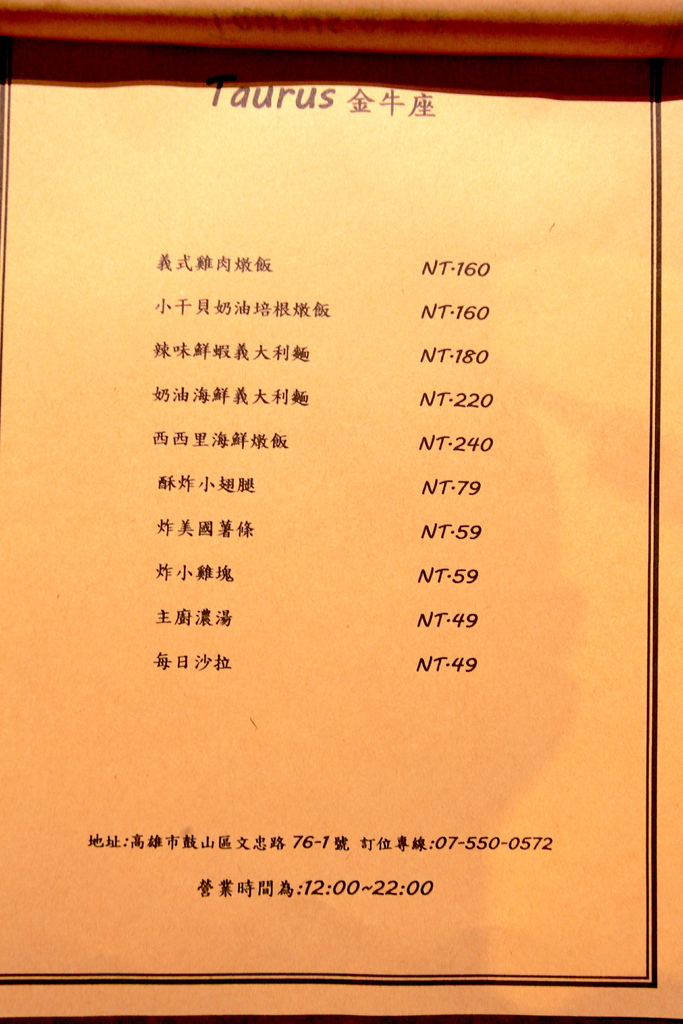 Taurus 金牛座
義式雞肉燉飯 NT.160
小干貝奶油培根燉飯 NT.160
辣味鮮蝦義大利麵 NT.180
奶油海鮮義大利麵 NT.220
西西里海鮮燉飯 NT.240
酥炸小翅腿 NT.79
炸美國薯條 NT.59
炸小雞塊 NT.59
主廚濃湯 NT.49
每日沙拉 NT.49
地址:高雄市鼓山區文忠路 76-1 號 訂位專線:07-550-0572
營業時間為:12:00~22:00